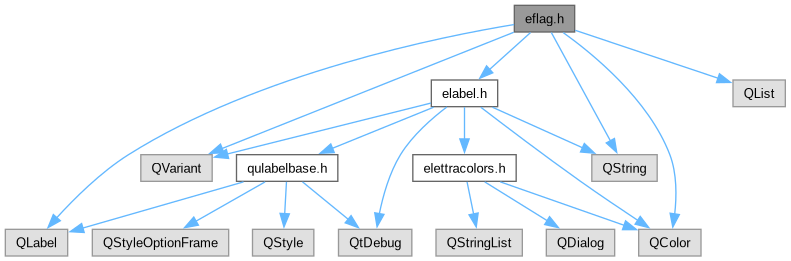 eflag.h
elabel.h
QList
QVariant
qulabelbase.h
elettracolors.h
QString
QLabel
QStyleOptionFrame
QStyle
QtDebug
QStringList
QDialog
QColor